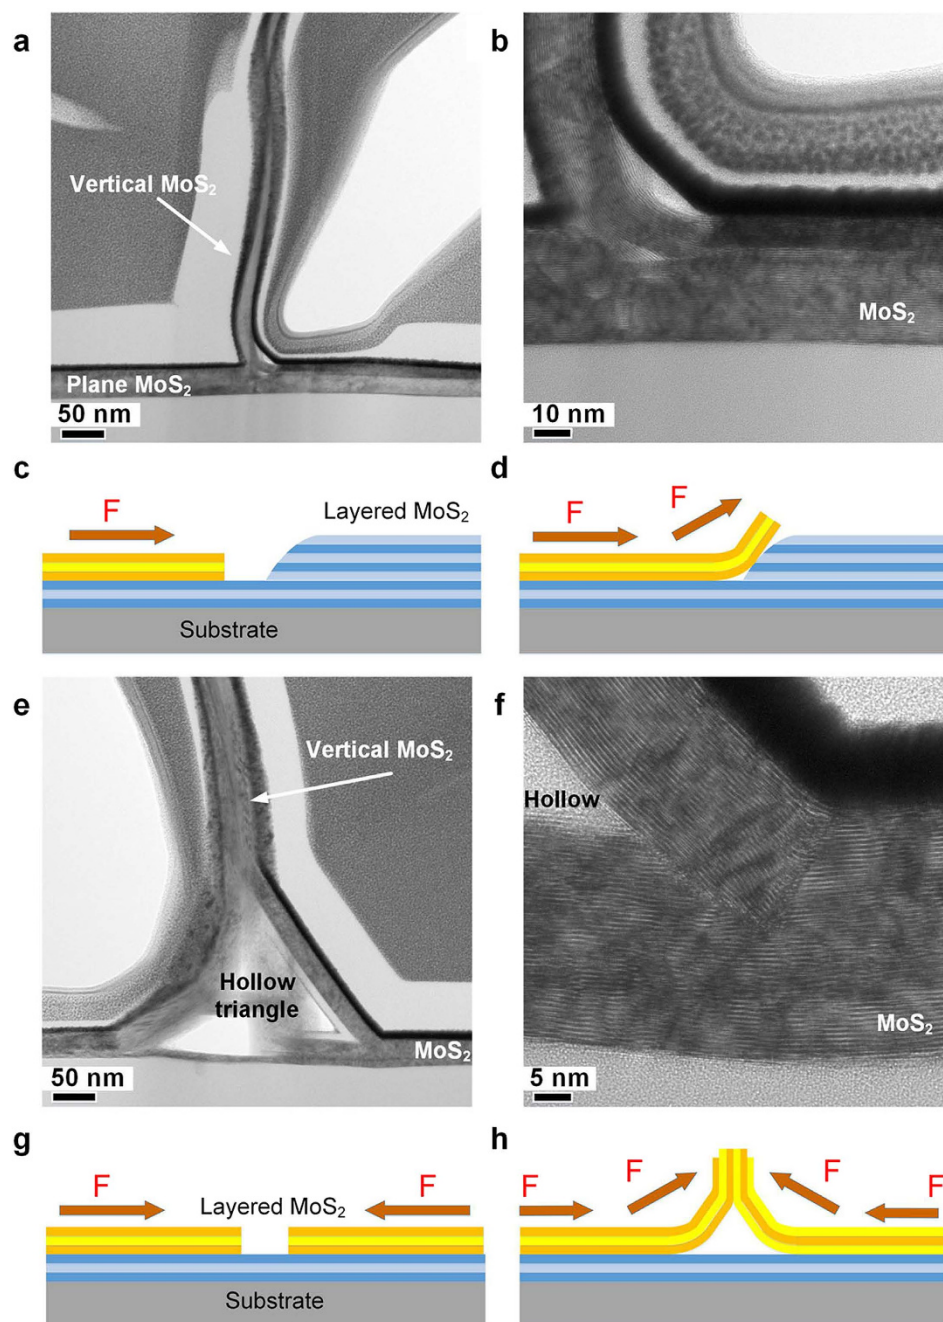 a
b
Vertical MoS₂
Plane MoS₂
50 nm
MoS₂
10 nm
c
d
F
Layered MoS₂
F
F
Substrate
e
f
Vertical MoS₂
Hollow
Hollow
triangle
MoS₂
50 nm
MoS₂
5 nm
g
h
F
F
Layered MoS₂
F
F
F
F
Substrate